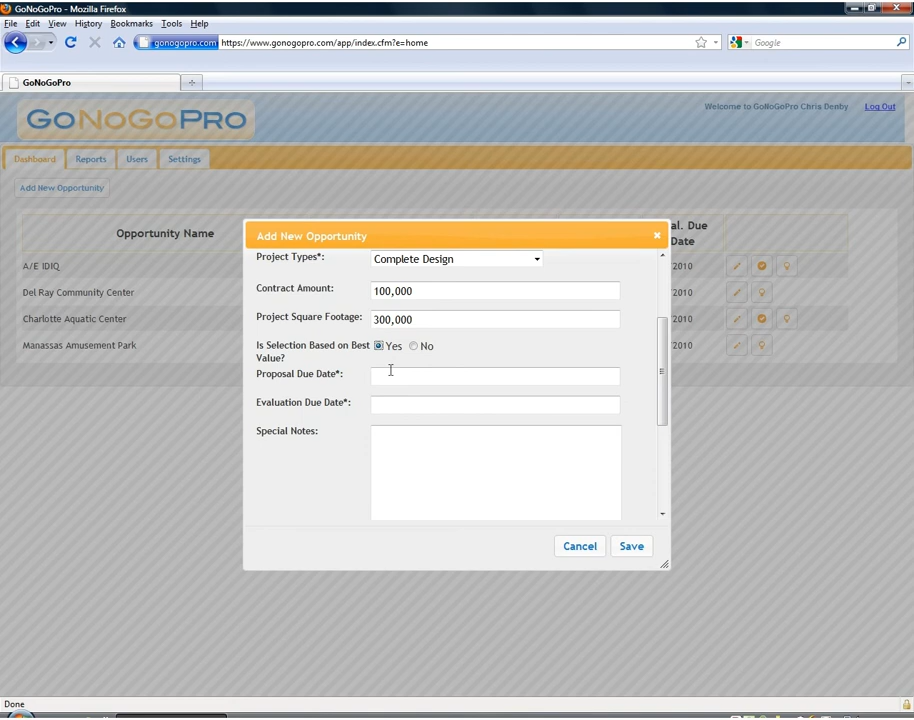 GoNoGoPro - Mozilla Firefox
File Edit View History Bookmarks Tools Help
gonogopro.com https://www.gonogopro.com/app/index.cfm?e=home
Google
GoNoGoPro
GoNoGoPro
Welcome to GoNoGoPro Chris Denby Log Out
Dashboard Reports Users Settings
Add New Opportunity
Opportunity Name
al. Due
Date
Add New Opportunity
Project Types*: Complete Design
A/E IDIQ
2010
Contract Amount: 100,000
Del Ray Community Center
2010
Project Square Footage: 300,000
Charlotte Aquatic Center
2010
Is Selection Based on Best
Value?
Yes No
Manassas Amusement Park
2010
Proposal Due Date*:
Evaluation Due Date*:
Special Notes:
Cancel Save
Done